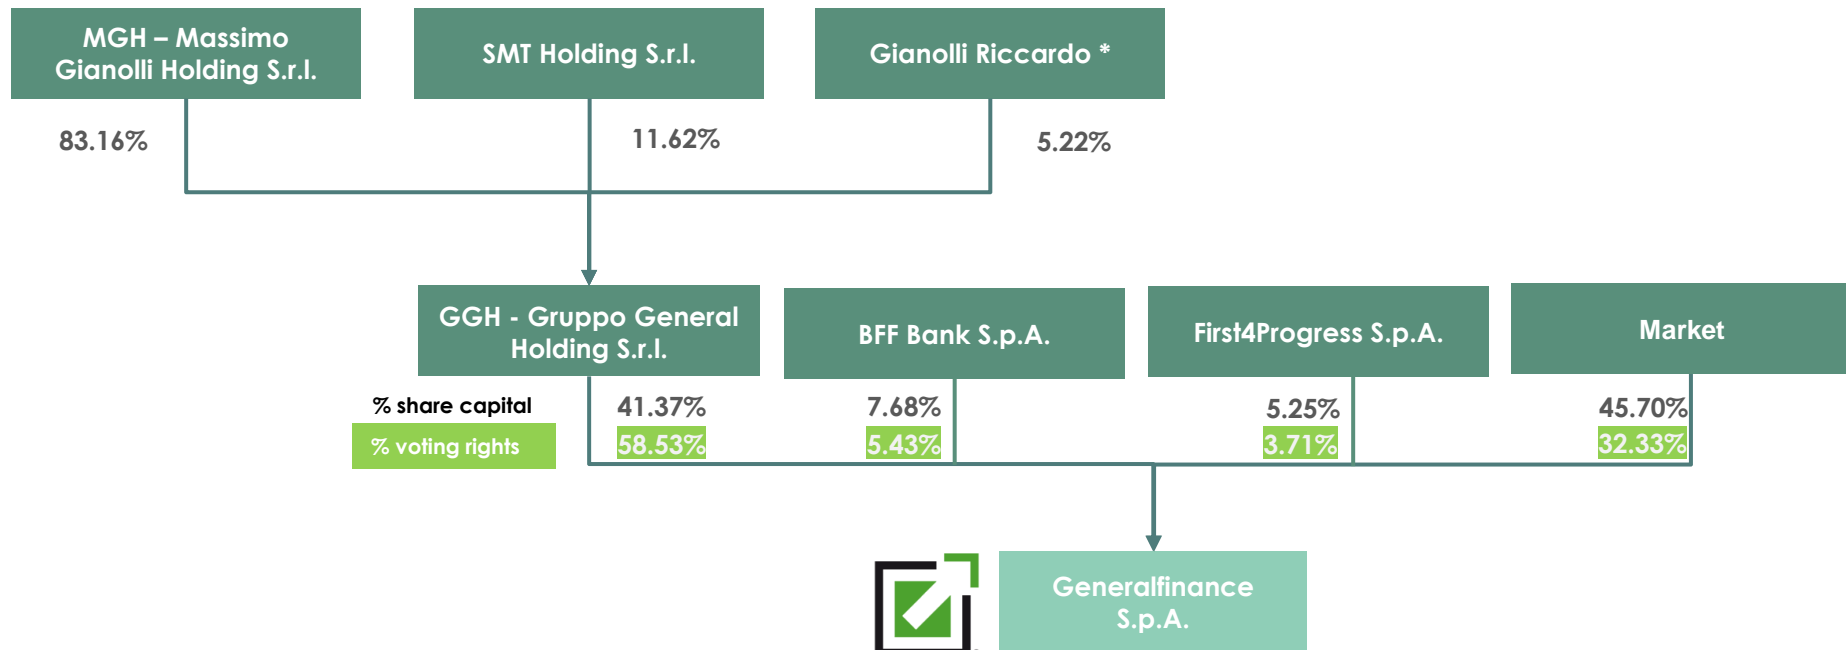 MGH – Massimo
Gianolli Holding S.r.l.
SMT Holding S.r.l.
Gianolli Riccardo *
83.16%
11.62%
5.22%
GGH - Gruppo General
Holding S.r.l.
BFF Bank S.p.A.
First4Progress S.p.A.
Market
% share capital
41.37%
7.68%
5.25%
45.70%
% voting rights
58.53%
5.43%
3.71%
32.33%
Generalfinance
S.p.A.